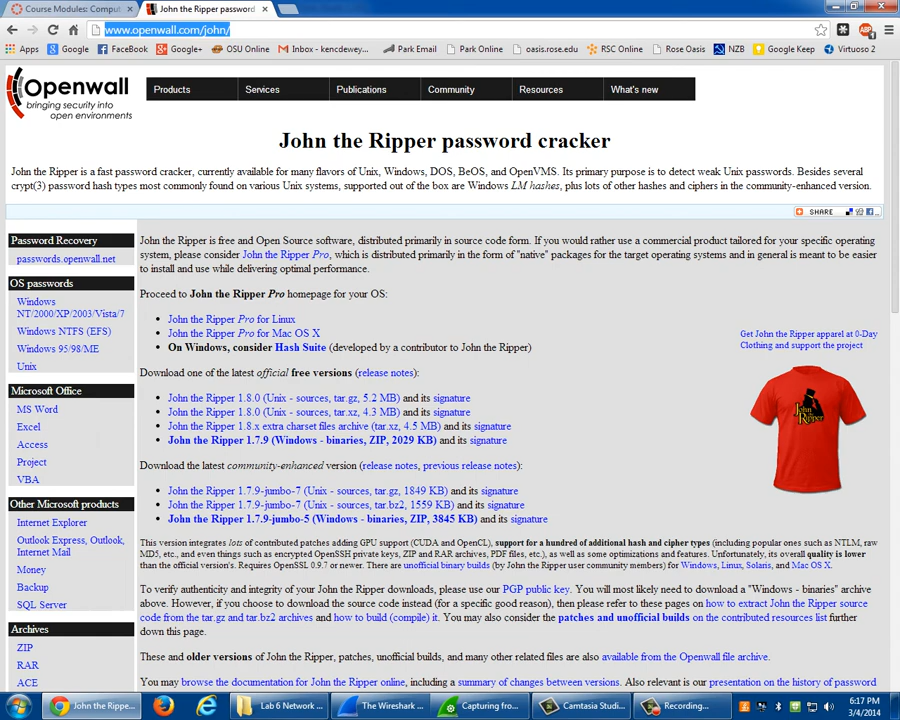 Course Modules: Comput
John the Ripper password
www.openwall.com/john/
Apps
Google
FaceBook
Google+
OSU Online
Inbox - kencdewey...
Park Email
Park Online
oasis.rose.edu
RSC Online
Rose Oasis
NZB
Google Keep
Virtuoso 2
Openwall
bringing security into
open environments
Products
Services
Publications
Community
Resources
What's new
John the Ripper password cracker
John the Ripper is a fast password cracker, currently available for many flavors of Unix, Windows, DOS, BeOS, and OpenVMS. Its primary purpose is to detect weak Unix passwords. Besides several
crypt(3) password hash types most commonly found on various Unix systems, supported out of the box are Windows LM hashes, plus lots of other hashes and ciphers in the community-enhanced version.
SHARE
Password Recovery
passwords.openwall.net
OS passwords
Windows
NT/2000/XP/2003/Vista/7
Windows NTFS (EFS)
Windows 95/98/ME
Unix
Microsoft Office
MS Word
Excel
Access
Project
VBA
Other Microsoft products
Internet Explorer
Outlook Express, Outlook,
Internet Mail
Money
Backup
SQL Server
Archives
ZIP
RAR
ACE
John the Ripper is free and Open Source software, distributed primarily in source code form. If you would rather use a commercial product tailored for your specific operating
system, please consider John the Ripper Pro, which is distributed primarily in the form of "native" packages for the target operating systems and in general is meant to be easier
to install and use while delivering optimal performance.
Proceed to John the Ripper Pro homepage for your OS:
• John the Ripper Pro for Linux
• John the Ripper Pro for Mac OS X
• On Windows, consider Hash Suite (developed by a contributor to John the Ripper)
Get John the Ripper apparel at 0-Day
Clothing and support the project
John
the
Ripper
Download one of the latest official free versions (release notes):
• John the Ripper 1.8.0 (Unix - sources, tar.gz, 5.2 MB) and its signature
• John the Ripper 1.8.0 (Unix - sources, tar.xz, 4.3 MB) and its signature
• John the Ripper 1.8.x extra charset files archive (tar.xz, 4.5 MB) and its signature
• John the Ripper 1.7.9 (Windows - binaries, ZIP, 2029 KB) and its signature
Download the latest community-enhanced version (release notes, previous release notes):
• John the Ripper 1.7.9-jumbo-7 (Unix - sources, tar.gz, 1849 KB) and its signature
• John the Ripper 1.7.9-jumbo-7 (Unix - sources, tar.bz2, 1559 KB) and its signature
• John the Ripper 1.7.9-jumbo-5 (Windows - binaries, ZIP, 3845 KB) and its signature
This version integrates lots of contributed patches adding GPU support (CUDA and OpenCL), support for a hundred of additional hash and cipher types (including popular ones such as NTLM, raw
MD5, etc., and even things such as encrypted OpenSSH private keys, ZIP and RAR archives, PDF files, etc.), as well as some optimizations and features. Unfortunately, its overall quality is lower
than the official version's. Requires OpenSSL 0.9.7 or newer. There are unofficial binary builds (by John the Ripper user community members) for Windows, Linux, Solaris, and Mac OS X.
To verify authenticity and integrity of your John the Ripper downloads, please use our PGP public key. You will most likely need to download a "Windows - binaries" archive
above. However, if you choose to download the source code instead (for a specific good reason), then please refer to these pages on how to extract John the Ripper source
code from the tar.gz and tar.bz2 archives and how to build (compile) it. You may also consider the patches and unofficial builds on the contributed resources list further
down this page.
These and older versions of John the Ripper, patches, unofficial builds, and many other related files are also available from the Openwall file archive.
You may browse the documentation for John the Ripper online, including a summary of changes between versions. Also relevant is our presentation on the history of password
John the Rippe...
Lab 6 Network ...
The Wireshark ...
Capturing from...
Camtasia Studi...
Recording...
6:17 PM
3/4/2014